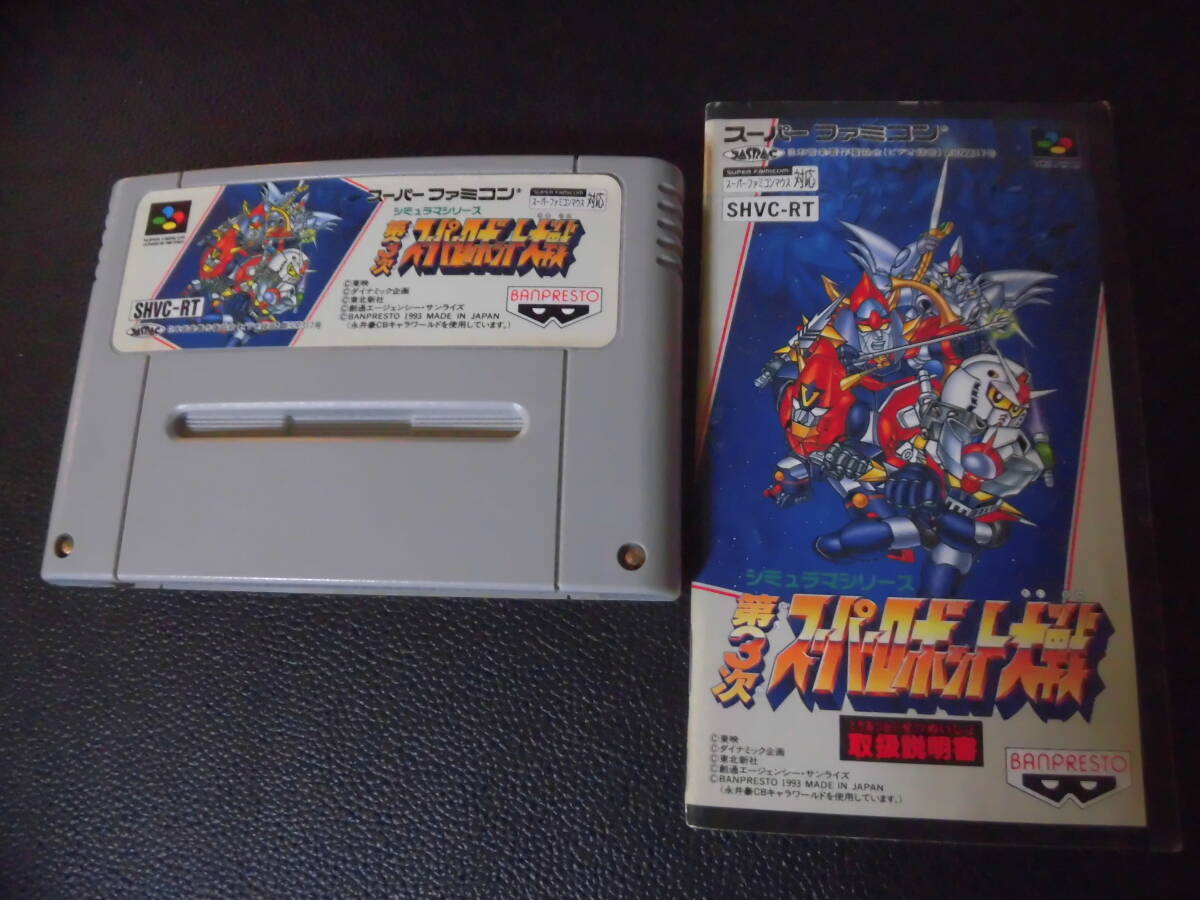 スーパーファミコン
SUPER FAMICOM
スーパーファミコンマウス 対応
シミュラマシリーズ
第3次
スーパーロボット大戦
©東映
©ダイナミック企画
©東北新社
©創通エージェンシー・サンライズ
©BANPRESTO 1993 MADE IN JAPAN
(永井豪CBキャラワールドを使用しています。)
BANPRESTO
SHVC-RT
JASRAC
スーパーファミコン
JASRAC
SUPER FAMICOM
スーパーファミコンマウス 対応
SHVC-RT
シミュラマシリーズ
第3次
スーパーロボット大戦
取扱説明書
©東映
©ダイナミック企画
©東北新社
©創通エージェンシー・サンライズ
©BANPRESTO 1993 MADE IN JAPAN
(永井豪CBキャラワールドを使用しています。)
BANPRESTO